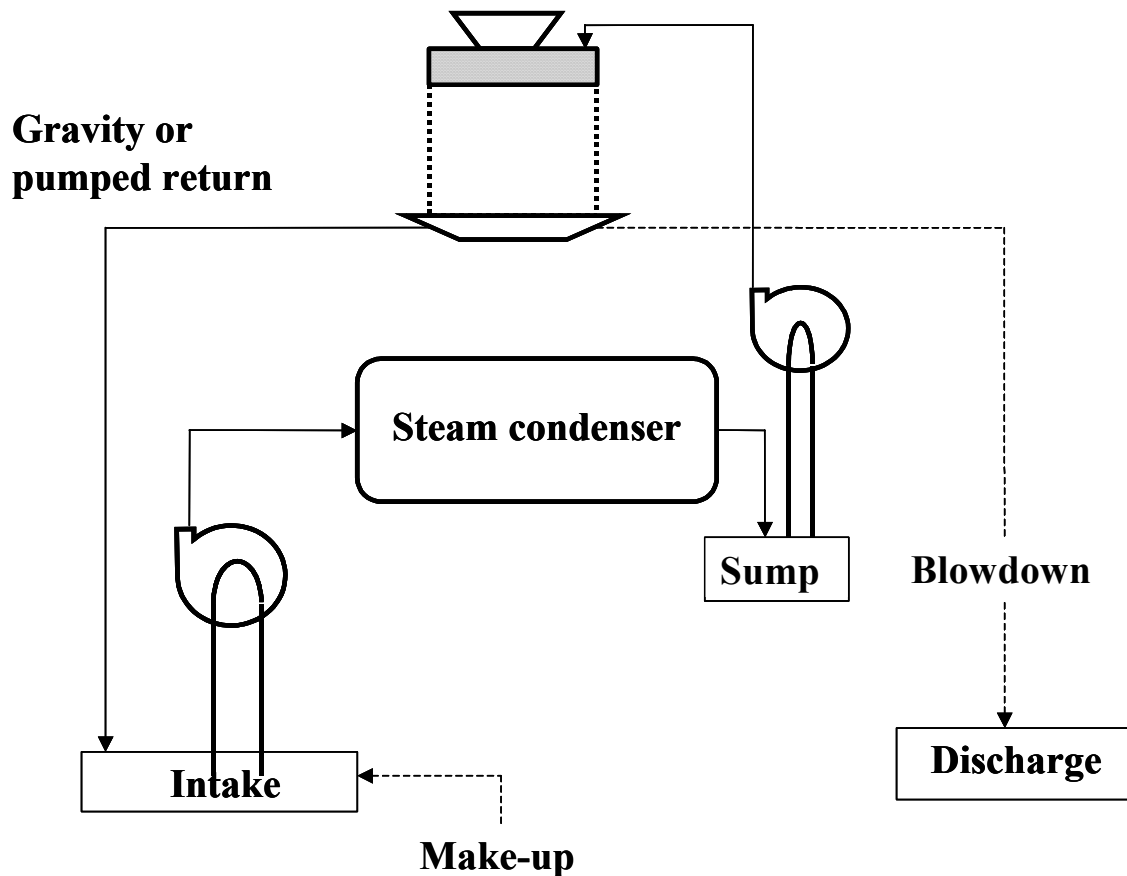 Gravity or
pumped return
Steam condenser
Sump
Blowdown
Intake
Discharge
Make-up